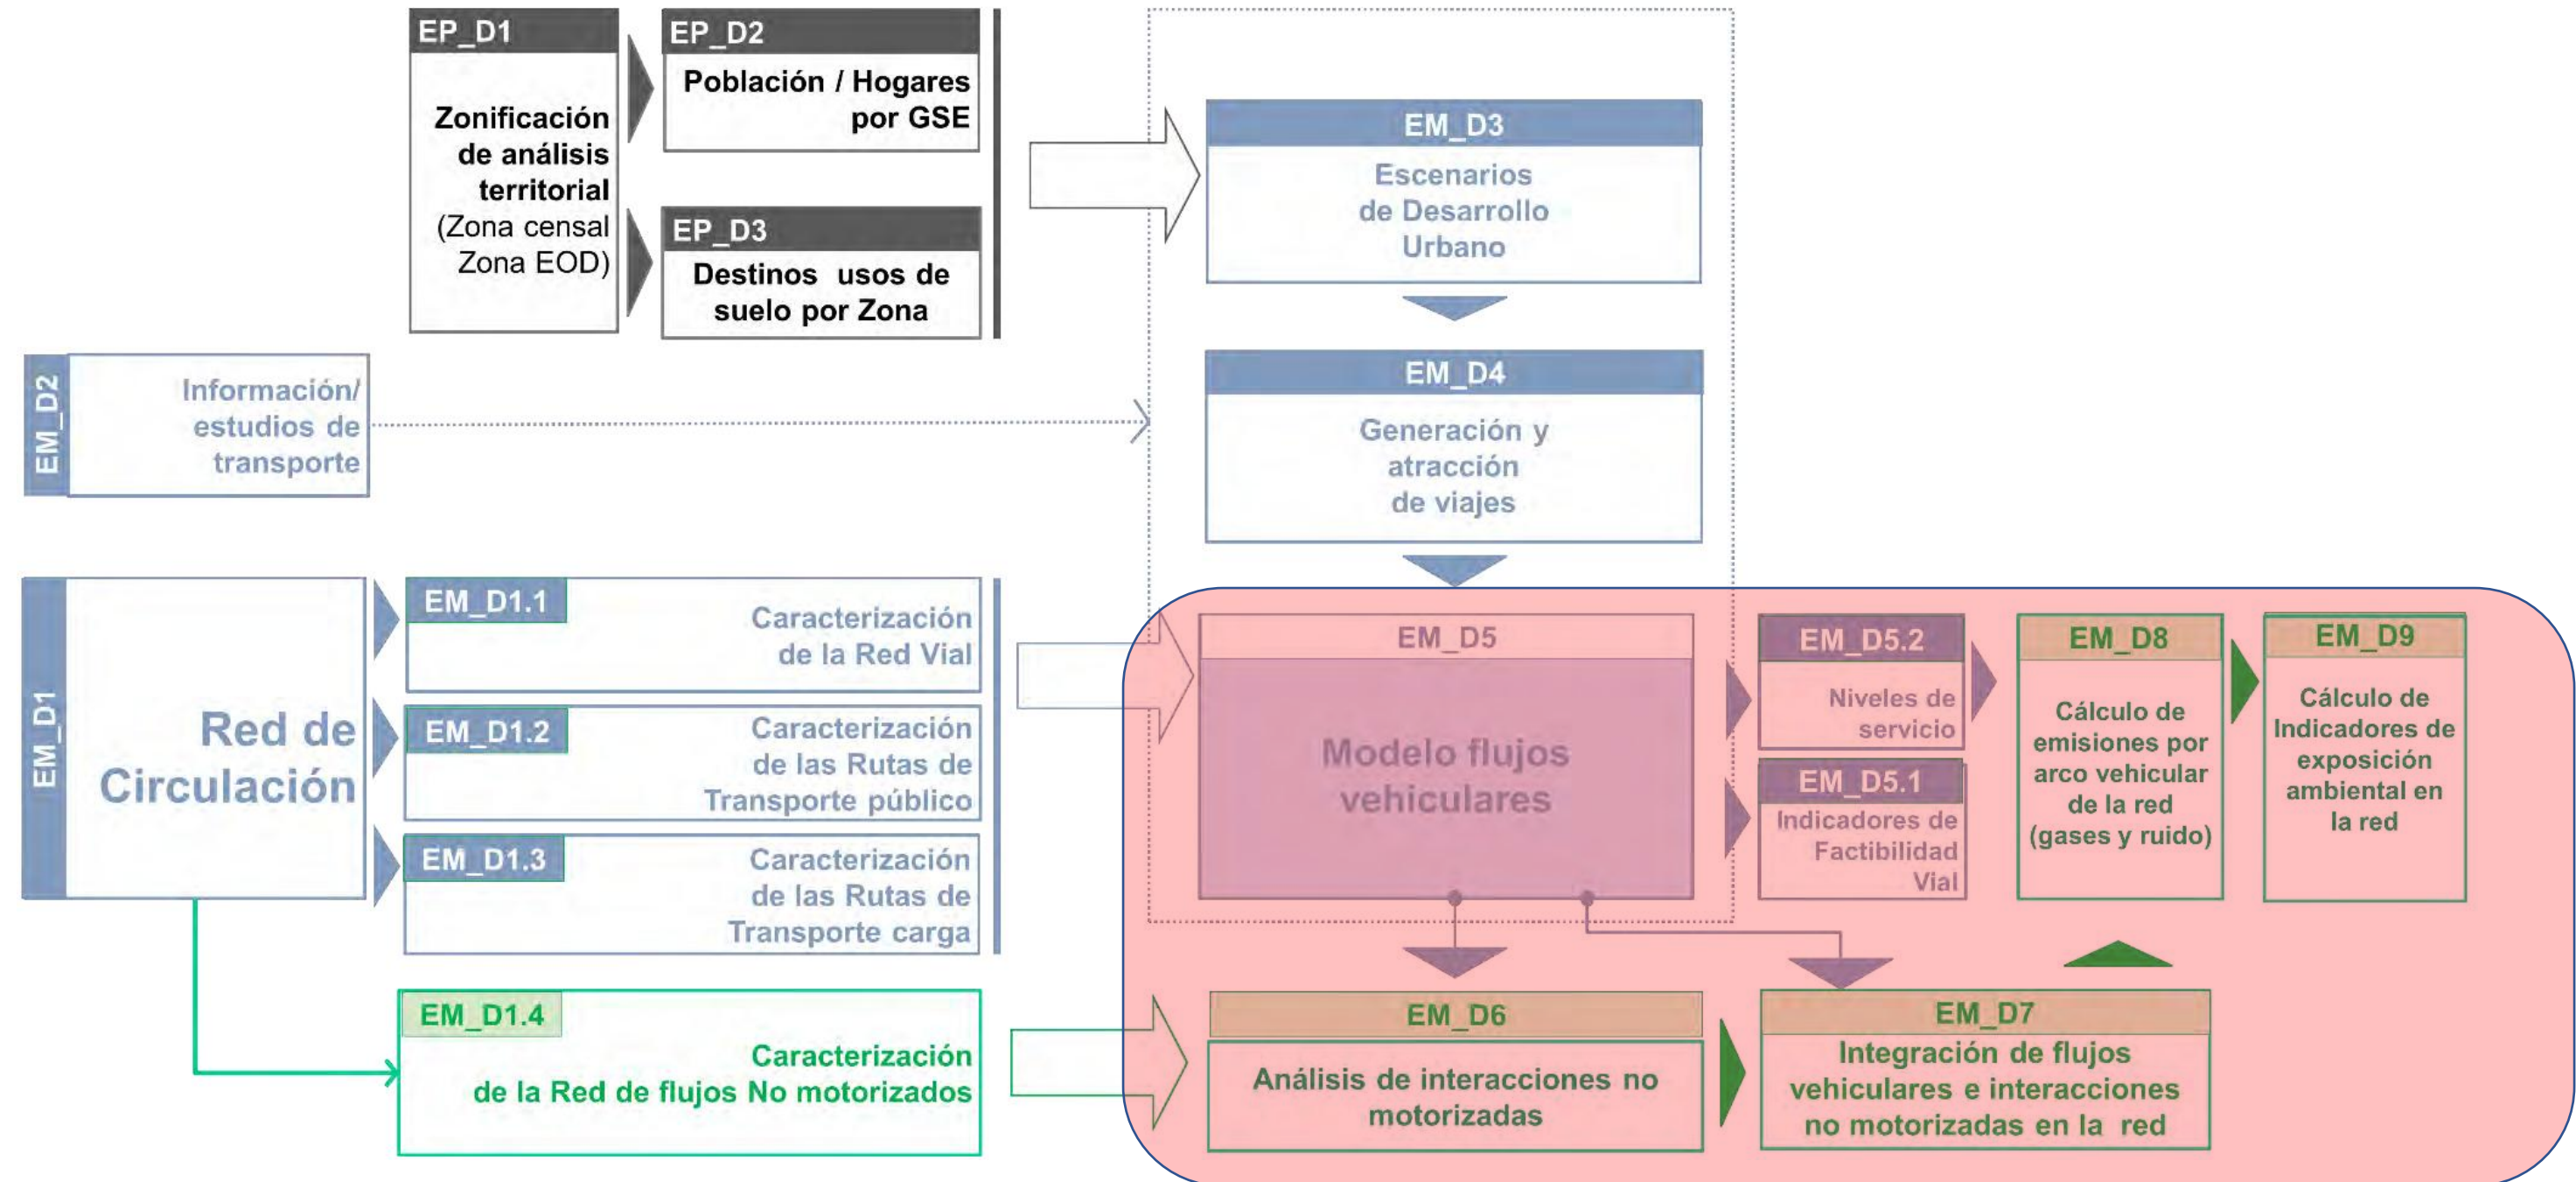 EP_D1
Zonificación
de análisis
territorial
(Zona censal
Zona EOD)
EP_D2
Población / Hogares
por GSE
EP_D3
Destinos usos de
suelo por Zona
EM_D3
Escenarios
de Desarrollo
Urbano
EM_D2
Información/
estudios de
transporte
EM_D4
Generación y
atracción
de viajes
EM_D1
Red de
Circulación
EM_D1.1
Caracterización
de la Red Vial
EM_D1.2
Caracterización
de las Rutas de
Transporte público
EM_D1.3
Caracterización
de las Rutas de
Transporte carga
EM_D1.4
Caracterización
de la Red de flujos No motorizados
EM_D5
Modelo flujos
vehiculares
EM_D5.2
Niveles de
servicio
EM_D5.1
Indicadores de
Factibilidad
Vial
EM_D8
Cálculo de
emisiones por
arco vehicular
de la red
(gases y ruido)
EM_D9
Cálculo de
Indicadores de
exposición
ambiental en
la red
EM_D6
Análisis de interacciones no
motorizadas
EM_D7
Integración de flujos
vehiculares e interacciones
no motorizadas en la red